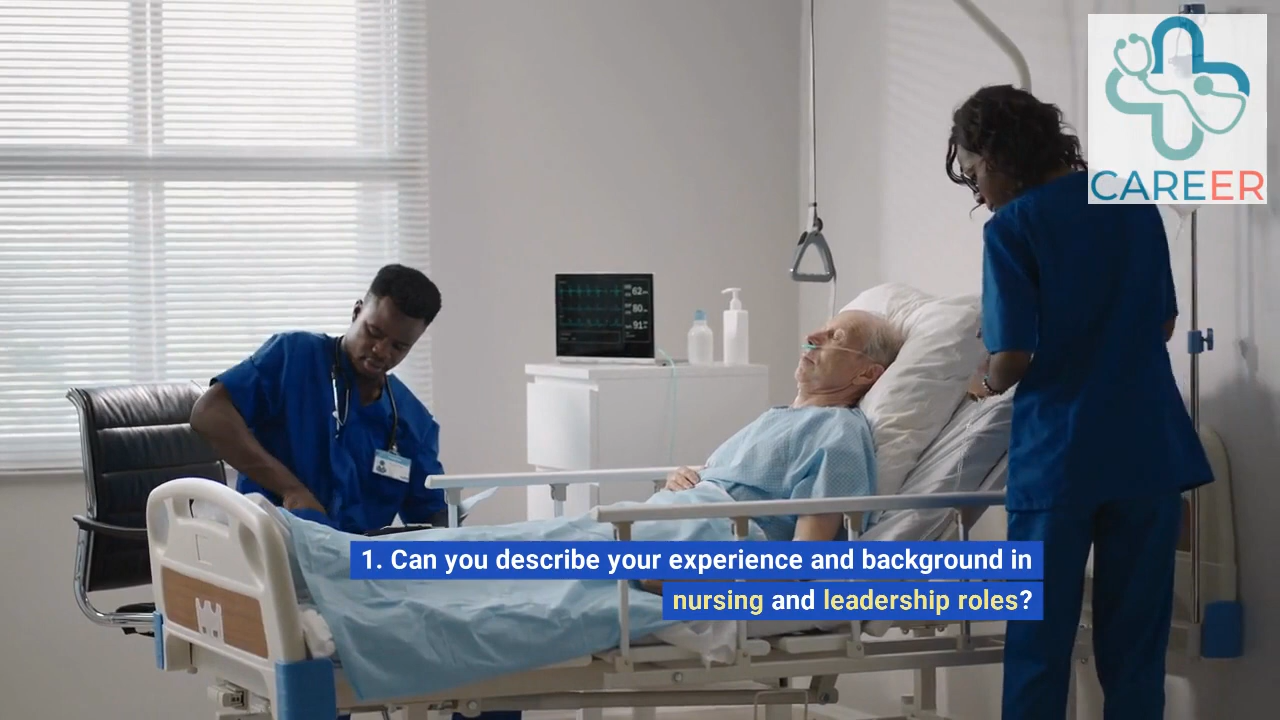 CAREER
62
80
91
1. Can you describe your experience and background in
nursing and leadership roles?